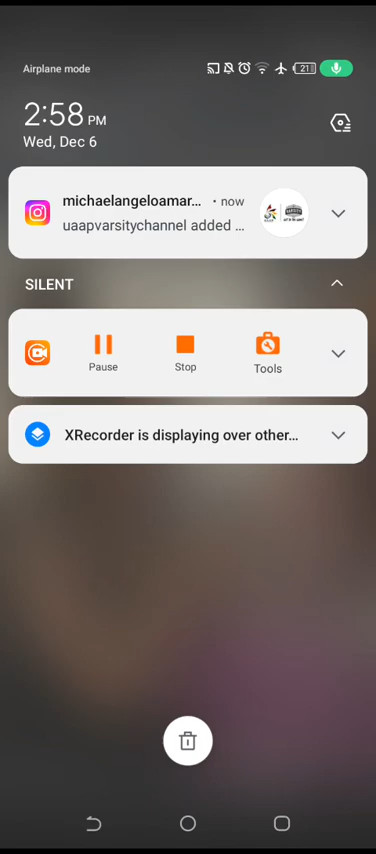 Airplane mode
21
2:58 PM
Wed, Dec 6
michaelangeloamar... • now
uaapvarsitychannel added ...
SILENT
Pause
Stop
Tools
XRecorder is displaying over other...